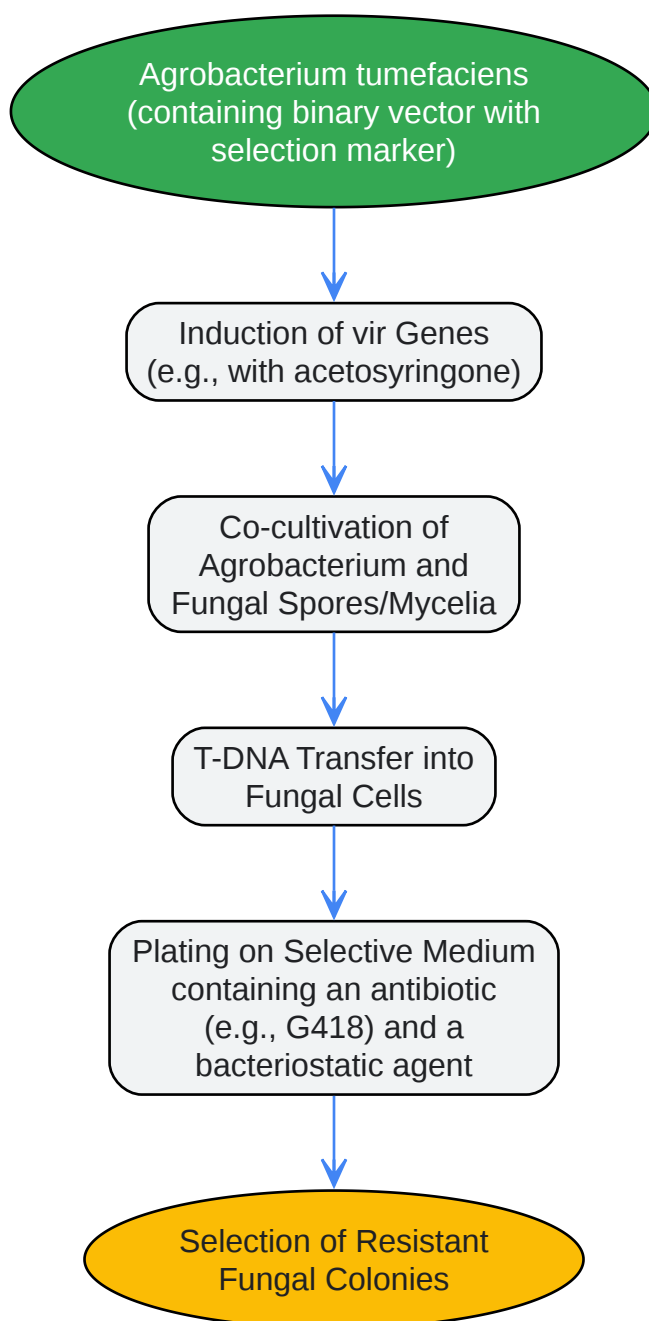 Agrobacterium tumefaciens
(containing binary vector with
selection marker)
Induction of vir Genes
(e.g., with acetosyringone)
Co-cultivation of
Agrobacterium and
Fungal Spores/Mycelia
T-DNA Transfer into
Fungal Cells
Plating on Selective Medium
containing an antibiotic
(e.g., G418) and a
bacteriostatic agent
Selection of Resistant
Fungal Colonies